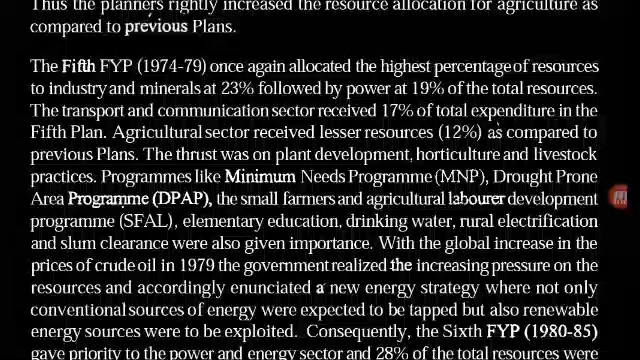 Thus the planners rightly increased the resource allocation for agriculture as
compared to previous Plans.
The Fifth FYP (1974-79) once again allocated the highest percentage of resources
to industry and minerals at 23% followed by power at 19% of the total resources.
The transport and communication sector received 17% of total expenditure in the
Fifth Plan. Agricultural sector received lesser resources (12%) as compared to
previous Plans. The thrust was on plant development, horticulture and livestock
practices. Programmes like Minimum Needs Programme (MNP), Drought Prone
Area Programme (DPAP), the small farmers and agricultural labourer development
programme (SFAL), elementary education, drinking water, rural electrification
and slum clearance were also given importance. With the global increase in the
prices of crude oil in 1979 the government realized the increasing pressure on the
resources and accordingly enunciated a new energy strategy where not only
conventional sources of energy were expected to be tapped but also renewable
energy sources were to be exploited. Consequently, the Sixth FYP (1980-85)
gave priority to the power and energy sector and 28% of the total resources were